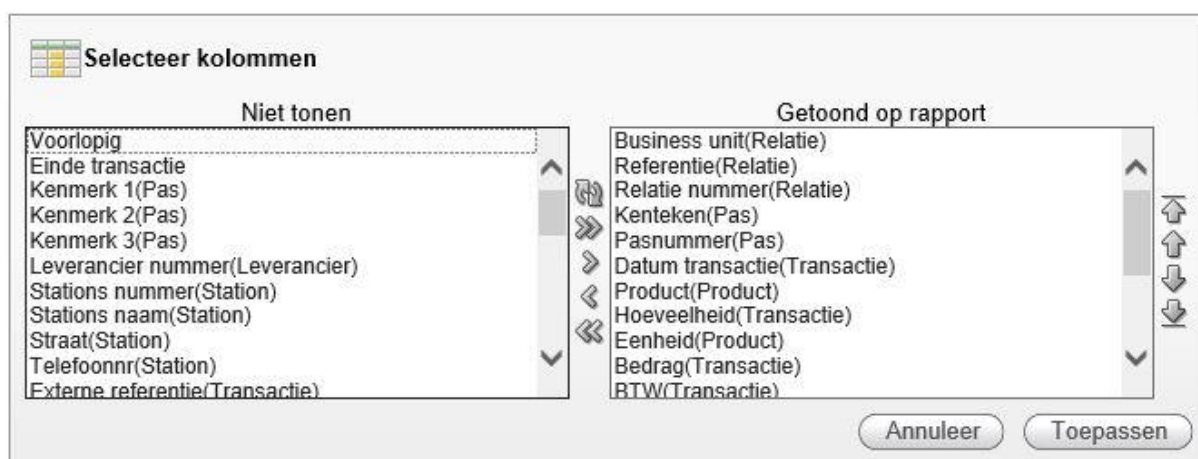 Selecteer kolommen
Niet tonen
Voorlopig
Einde transactie
Kenmerk 1(Pas)
Kenmerk 2(Pas)
Kenmerk 3(Pas)
Leverancier nummer(Leverancier)
Stations nummer(Station)
Stations naam(Station)
Straat(Station)
Telefoonnr(Station)
Externe referentie(Transactie)
Getoond op rapport
Business unit(Relatie)
Referentie(Relatie)
Relatie nummer(Relatie)
Kenteken(Pas)
Pasnummer(Pas)
Datum transactie(Transactie)
Product(Product)
Hoeveelheid(Transactie)
Eenheid(Product)
Bedrag(Transactie)
BTW(Transactie)
Annuleer
Toepassen